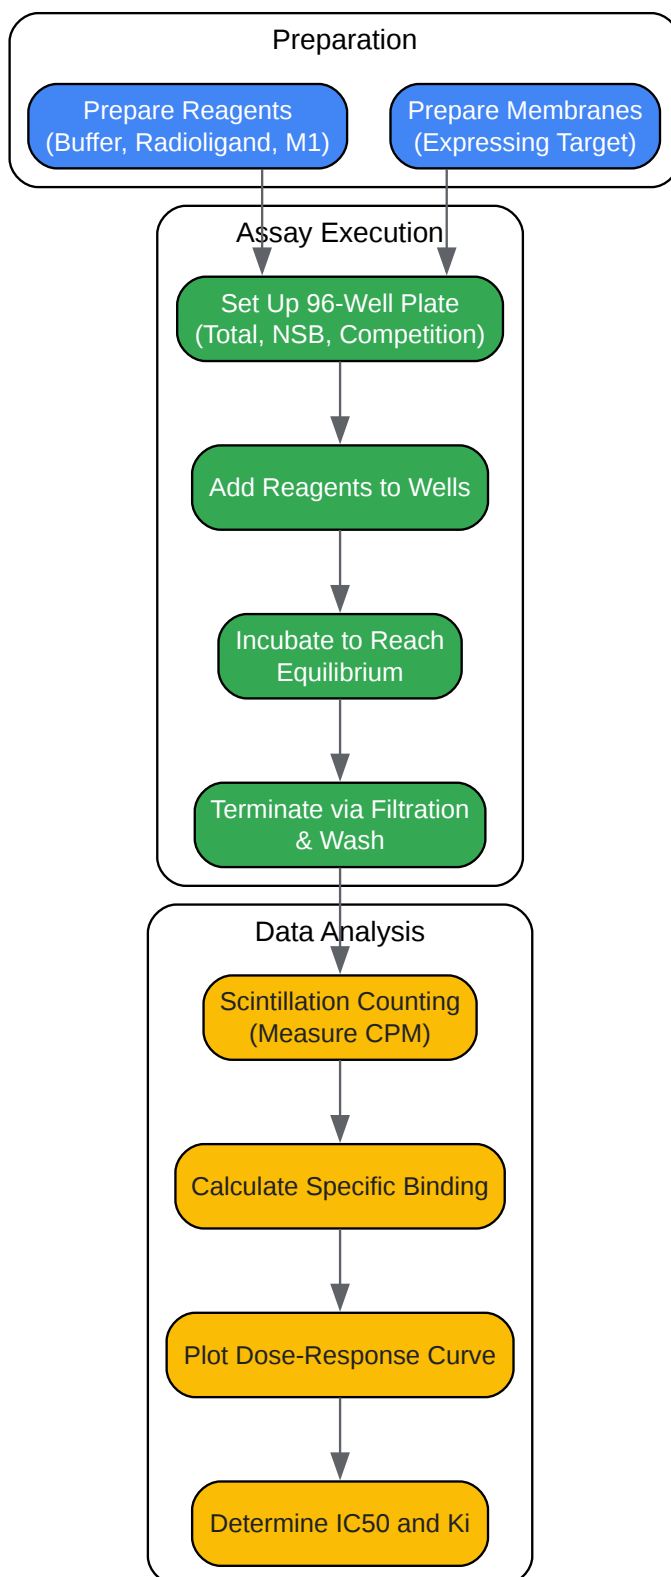 Preparation
Prepare Reagents
(Buffer, Radioligand, M1)
Prepare Membranes
(Expressing Target)
Assay Execution
Set Up 96-Well Plate
(Total, NSB, Competition)
Add Reagents to Wells
Incubate to Reach
Equilibrium
Terminate via Filtration
& Wash
Data Analysis
Scintillation Counting
(Measure CPM)
Calculate Specific Binding
Plot Dose-Response Curve
Determine IC50 and Ki